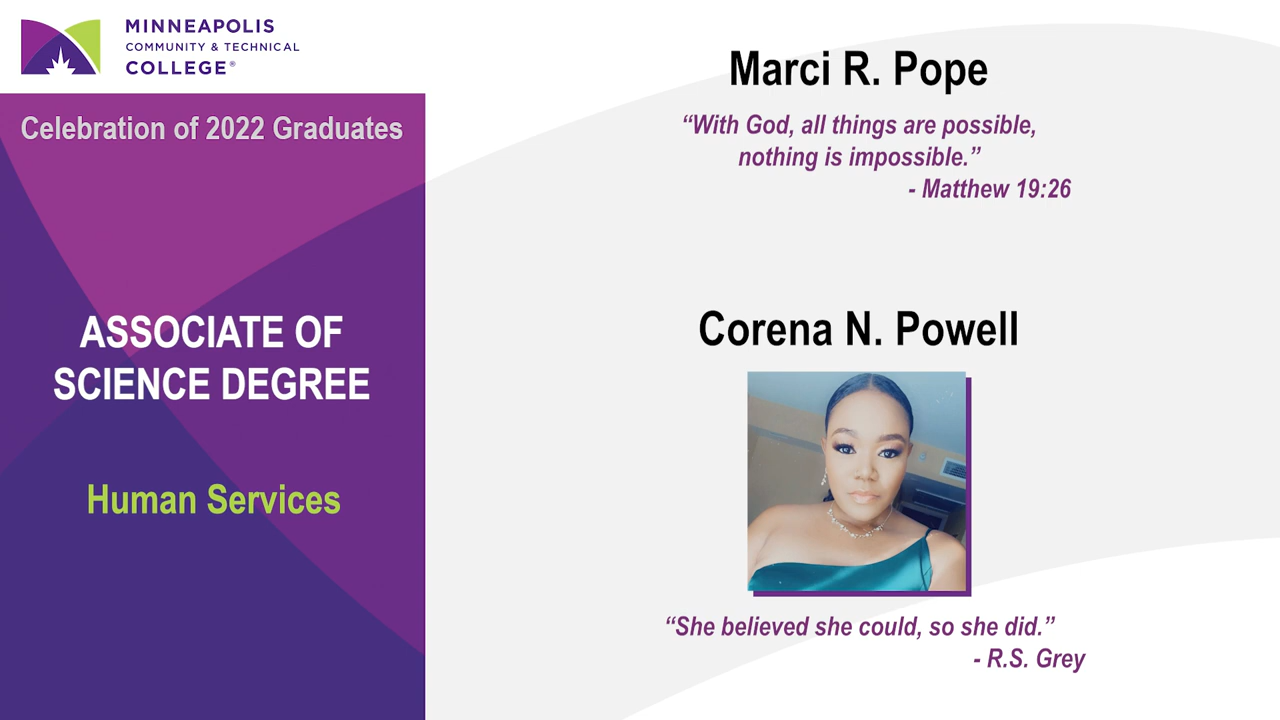 MINNEAPOLIS
COMMUNITY & TECHNICAL
COLLEGE®
Celebration of 2022 Graduates
ASSOCIATE OF
SCIENCE DEGREE
Human Services
Marci R. Pope
“With God, all things are possible,
nothing is impossible.”
- Matthew 19:26
Corena N. Powell
“She believed she could, so she did.”
- R.S. Grey